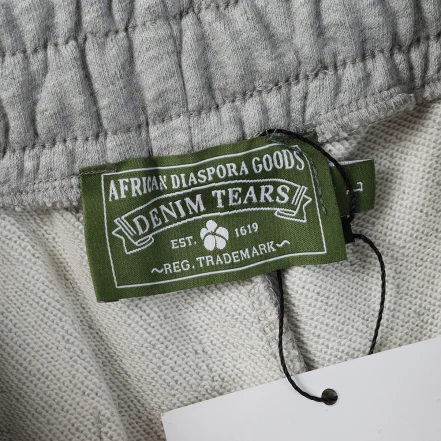 AFRICAN DIASPORA GOODS
DENIM TEARS
EST. 1619
~REG. TRADEMARK~
L